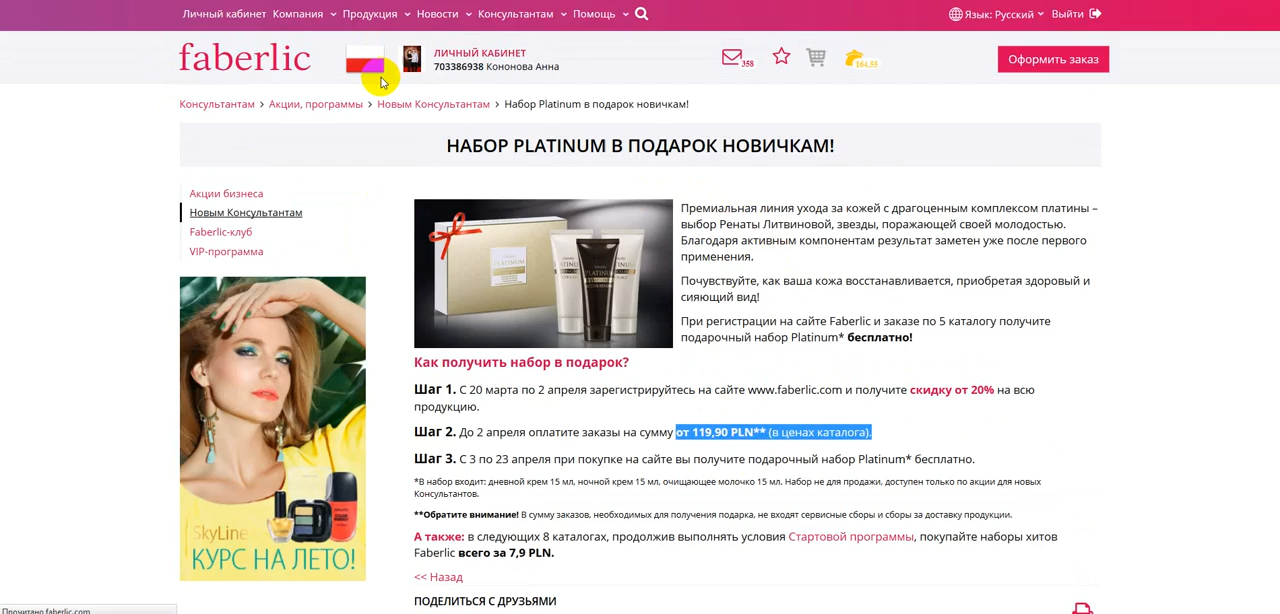 Личный кабинет Компания Продукция Новости Консультантам Помощь Язык: Русский Выйти
faberlic
ЛИЧНЫЙ КАБИНЕТ
703386938 Кононова Анна
358
164.55
Оформить заказ
Консультантам > Акции, программы > Новым Консультантам > Набор Platinum в подарок новичкам!
НАБОР PLATINUM В ПОДАРОК НОВИЧКАМ!
Акции бизнеса
Новым Консультантам
Faberlic-клуб
VIP-программа
SkyLine
КУРС НА ЛЕТО!
PLATINUM
PLATINUM
Премиальная линия ухода за кожей с драгоценным комплексом платины –
выбор Ренаты Литвиновой, звезды, поражающей своей молодостью.
Благодаря активным компонентам результат заметен уже после первого
применения.
Почувствуйте, как ваша кожа восстанавливается, приобретая здоровый и
сияющий вид!
При регистрации на сайте Faberlic и заказе по 5 каталогу получите
подарочный набор Platinum* бесплатно!
Как получить набор в подарок?
Шаг 1. С 20 марта по 2 апреля зарегистрируйтесь на сайте www.faberlic.com и получите скидку от 20% на всю
продукцию.
Шаг 2. До 2 апреля оплатите заказы на сумму от 119,90 PLN** (в ценах каталога).
Шаг 3. С 3 по 23 апреля при покупке на сайте вы получите подарочный набор Platinum* бесплатно.
*В набор входит: дневной крем 15 мл, ночной крем 15 мл, очищающее молочко 15 мл. Набор не для продажи, доступен только по акции для новых
Консультантов.
**Обратите внимание! В сумму заказов, необходимых для получения подарка, не входят сервисные сборы и сборы за доставку продукции.
А также: в следующих 8 каталогах, продолжив выполнять условия Стартовой программы, покупайте наборы хитов
Faberlic всего за 7,9 PLN.
<< Назад
ПОДЕЛИТЬСЯ С ДРУЗЬЯМИ
Прочитано faberlic.com